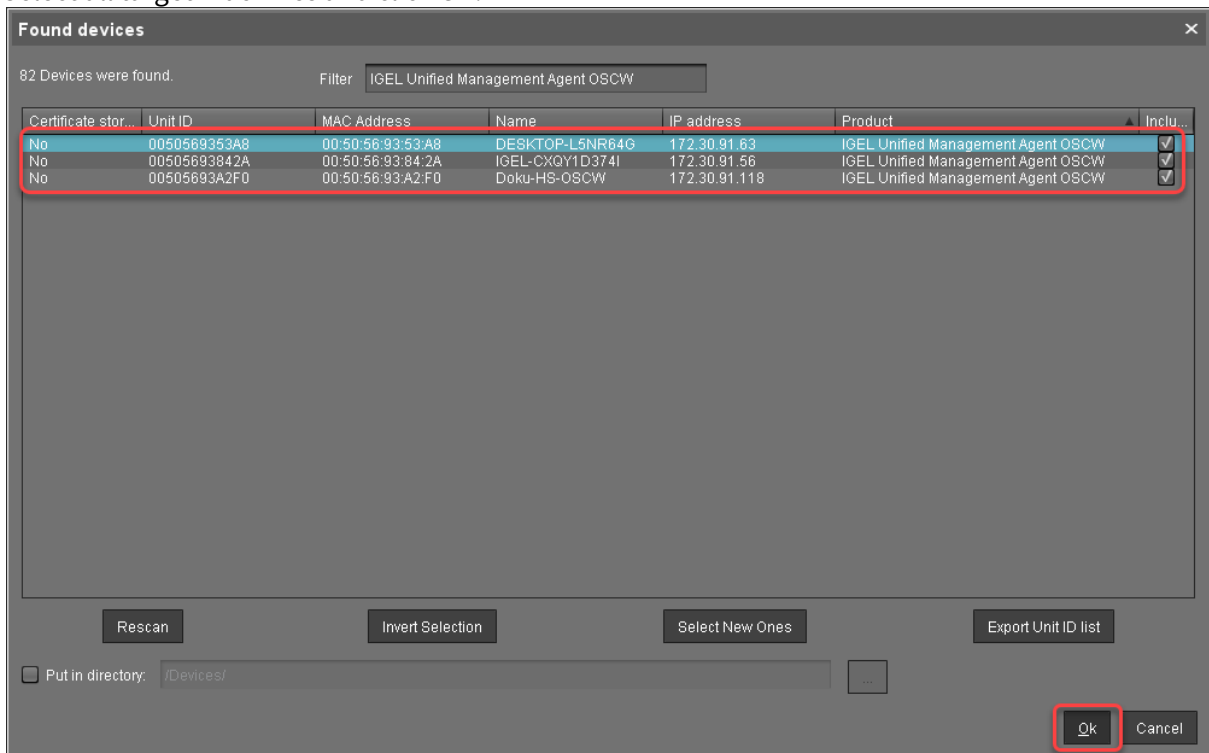 Found devices
82 Devices were found. Filter IGEL Unified Management Agent OSCW
Certificate stor... Unit ID MAC Address Name IP address Product Inclu...
No 0050569353A8 00:50:56:93:53:A8 DESKTOP-L5NR64G 172.30.91.63 IGEL Unified Management Agent OSCW
No 00505693842A 00:50:56:93:84:2A IGEL-CXQY1D374I 172.30.91.56 IGEL Unified Management Agent OSCW
No 00505693A2F0 00:50:56:93:A2:F0 Doku-HS-OSCW 172.30.91.118 IGEL Unified Management Agent OSCW
Rescan Invert Selection Select New Ones Export Unit ID list
Put in directory: /Devices/ ...
Ok Cancel